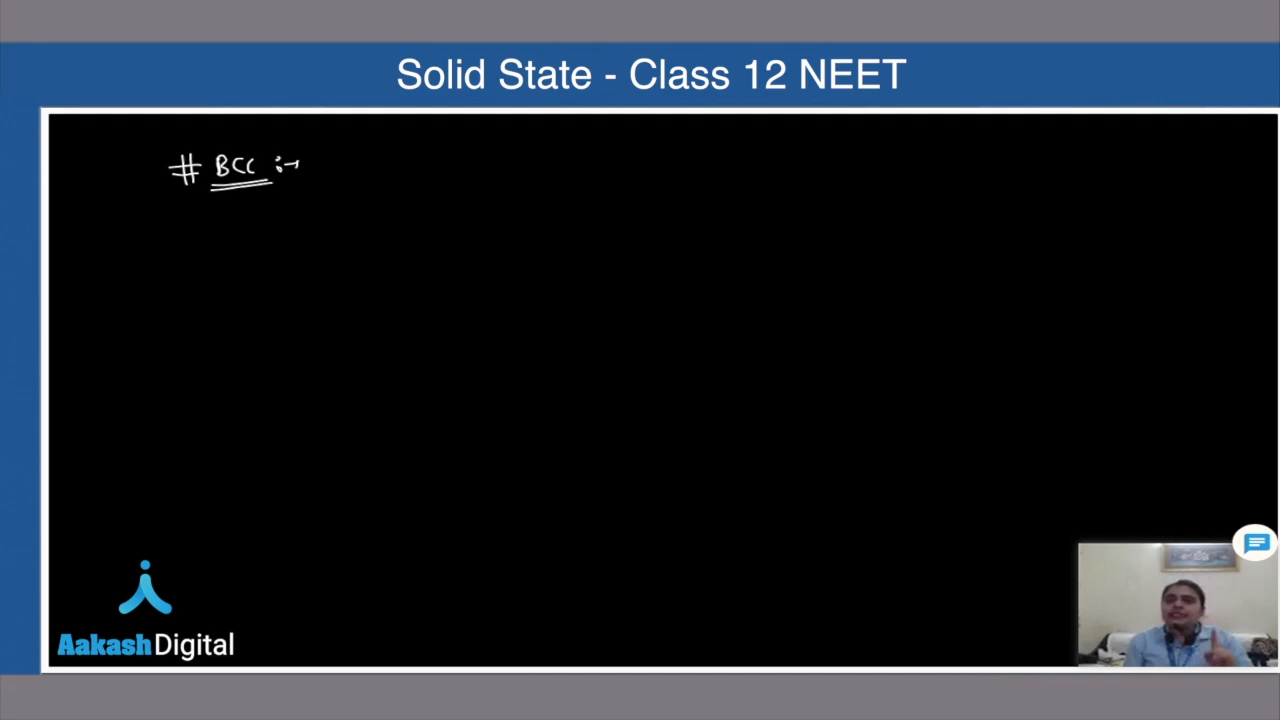 Solid State - Class 12 NEET
# BCC :→
Aakash Digital